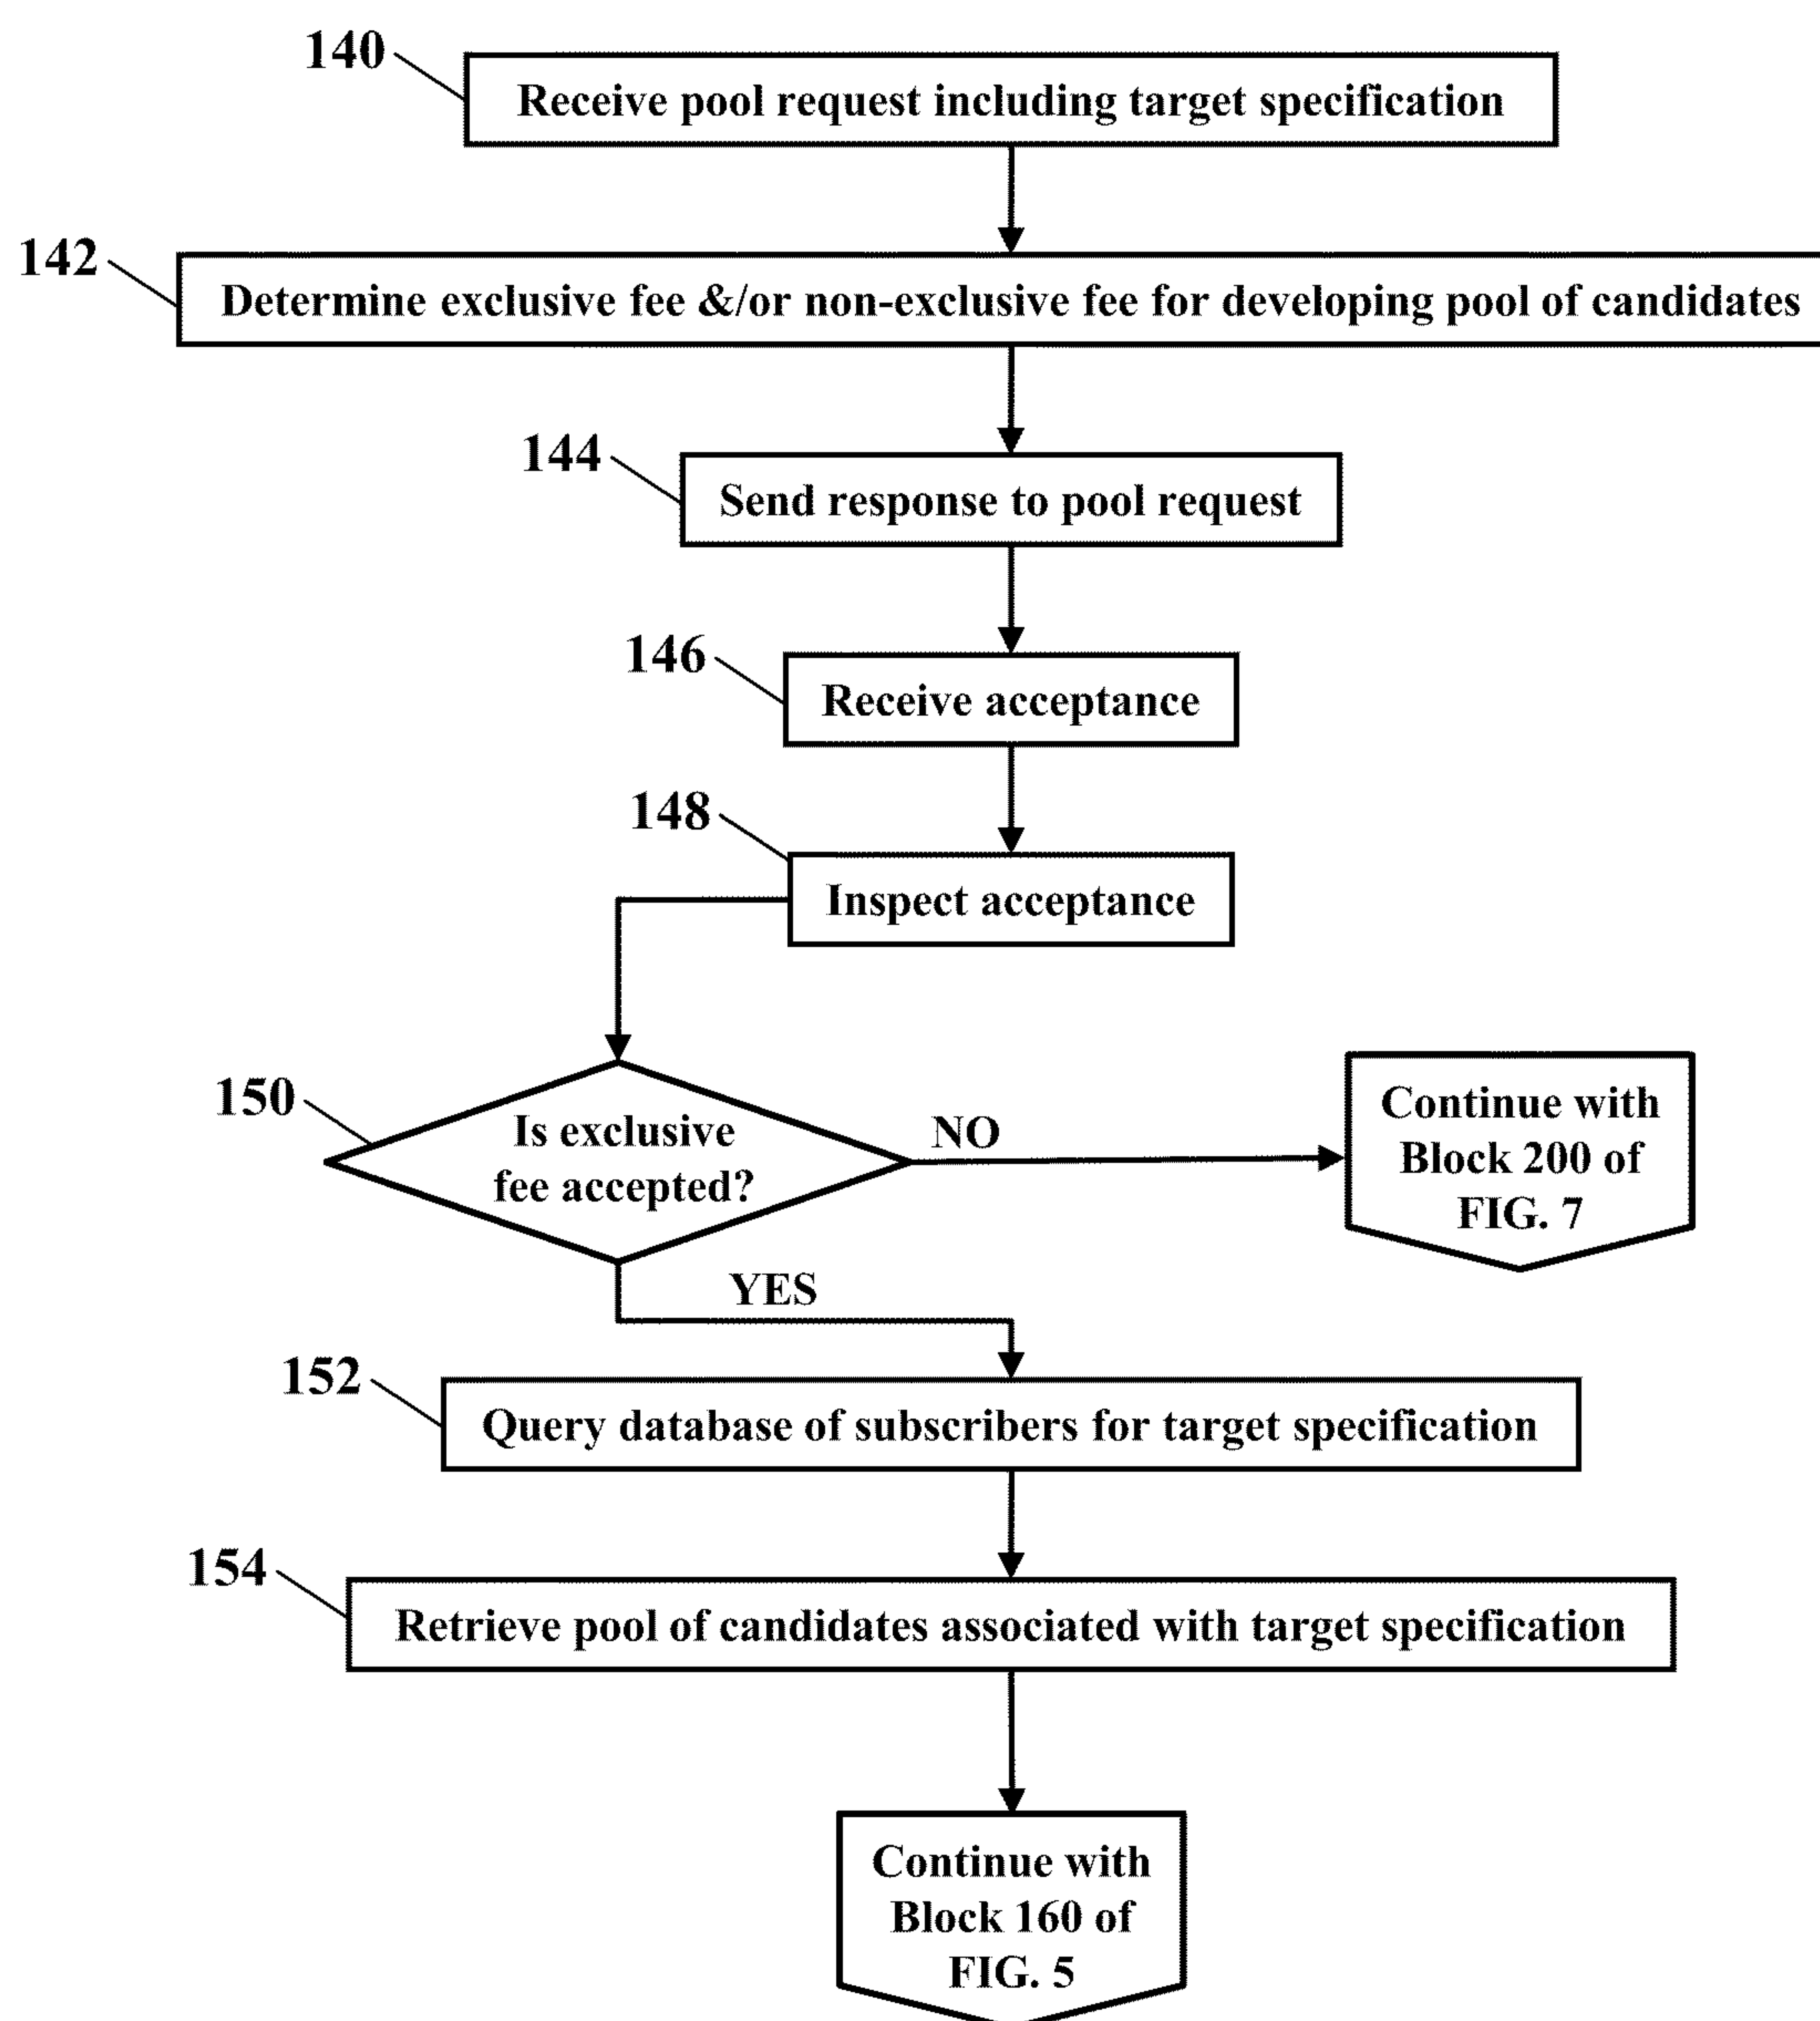 140
Receive pool request including target specification
142
Determine exclusive fee &/or non-exclusive fee for developing pool of candidates
144
Send response to pool request
146
Receive acceptance
148
Inspect acceptance
150
Is exclusive
fee accepted?
NO
Continue with
Block 200 of
FIG. 7
YES
152
Query database of subscribers for target specification
154
Retrieve pool of candidates associated with target specification
Continue with
Block 160 of
FIG. 5